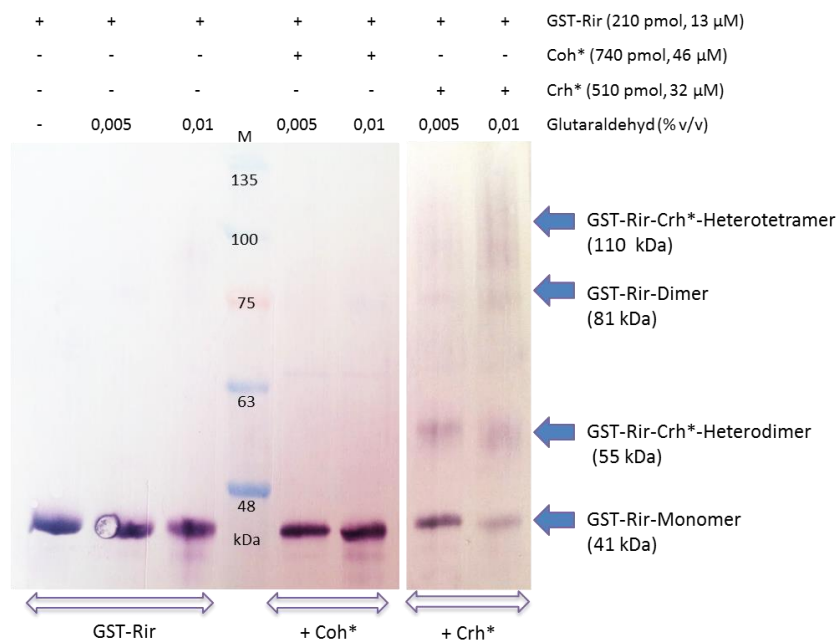 + + + + + + + GST-Rir (210 pmol, 13 µM)
- - - + + - - Coh* (740 pmol, 46 µM)
- - - - - + + Crh* (510 pmol, 32 µM)
- 0,005 0,01 0,005 0,01 0,005 0,01 Glutaraldehyd (% v/v)
M
135
100
75
63
48
kDa
GST-Rir-Crh*-Heterotetramer
(110 kDa)
GST-Rir-Dimer
(81 kDa)
GST-Rir-Crh*-Heterodimer
(55 kDa)
GST-Rir-Monomer
(41 kDa)
GST-Rir + Coh* + Crh*